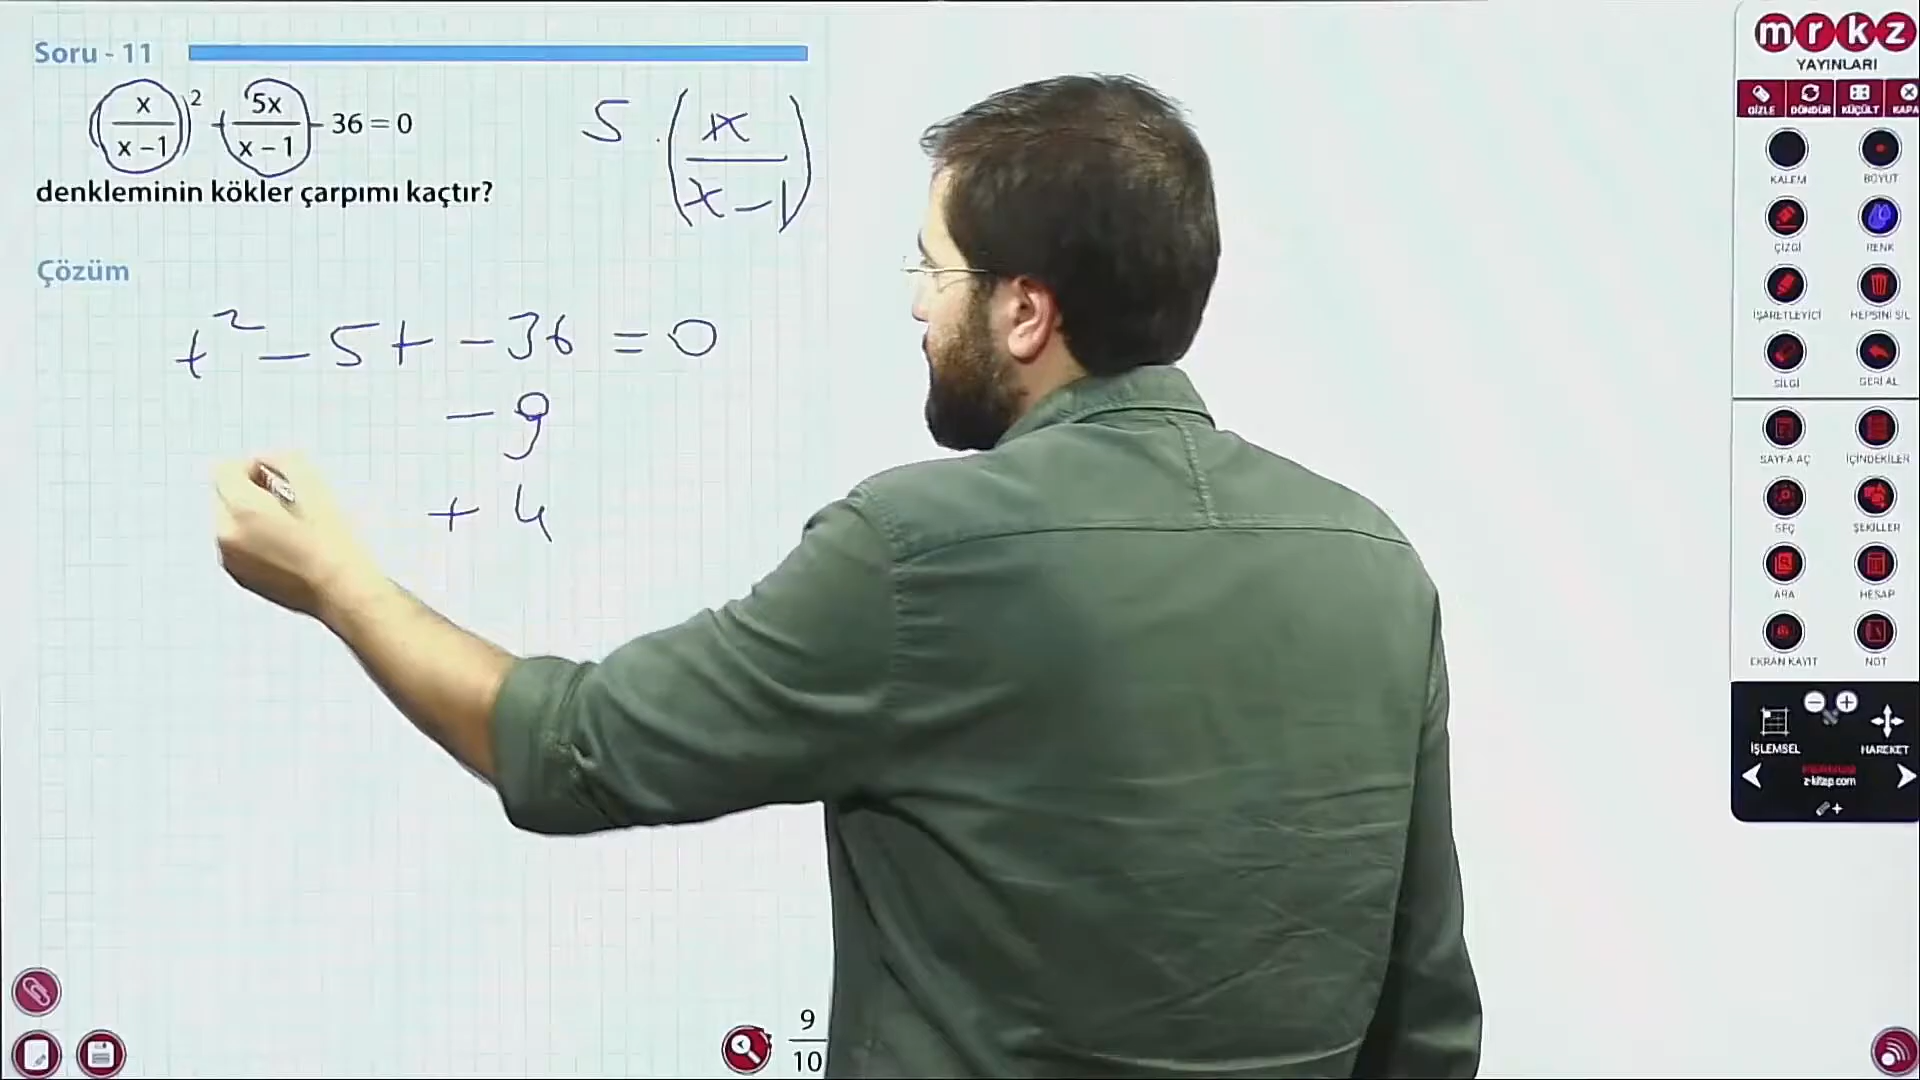 Soru - 11
(x/(x - 1))² - 5x/(x - 1) - 36 = 0
denkleminin kökler çarpımı kaçtır?
5 . (x/(x - 1))
Çözüm
t² - 5t - 36 = 0
- 9
+ 4
9/10
mrkz
YAYINLARI
GİZLE DÖNDÜR KÜÇÜLT KAPA
KALEM BOYUT
ÇİZGİ RENK
İŞARETLEYİCİ HEPSİNİ SİL
SİLGİ GERİ AL
SAYFA AÇ İÇİNDEKİLER
SEÇ ŞEKİLLER
ARA HESAP
EKRAN KAYIT NOT
İŞLEMSEL HAREKET
z-kitap.com